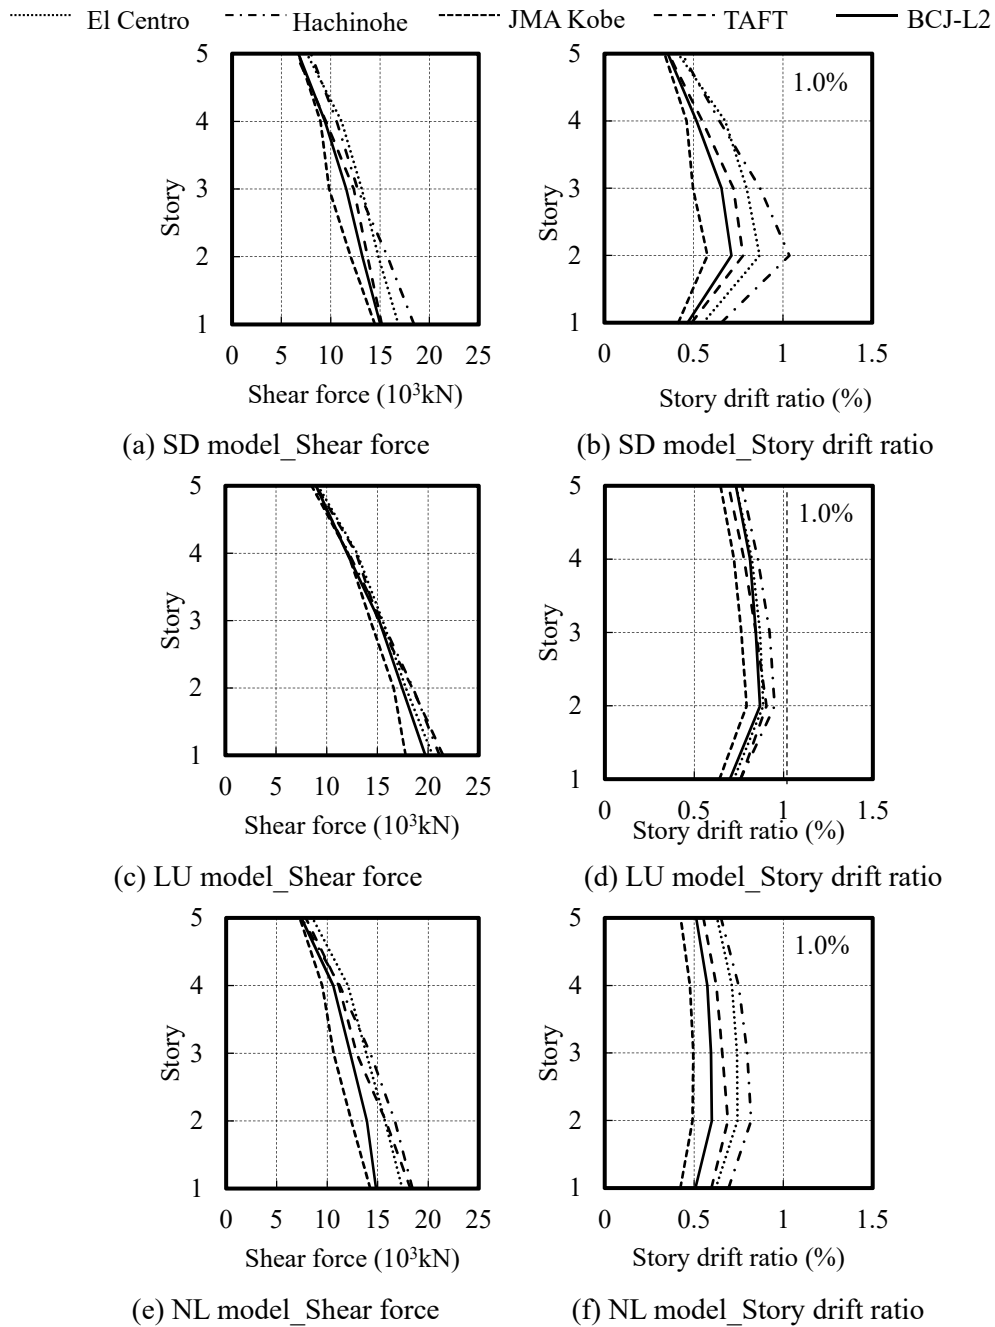 El Centro Hachinohe JMA Kobe TAFT BCJ-L2
5 4 3 2 1
Story
0 5 10 15 20 25
Shear force (10³kN)
(a) SD model_Shear force
5 4 3 2 1
Story
1.0%
0 0.5 1 1.5
Story drift ratio (%)
(b) SD model_Story drift ratio
5 4 3 2 1
Story
0 5 10 15 20 25
Shear force (10³kN)
(c) LU model_Shear force
5 4 3 2 1
Story
1.0%
0 0.5 1 1.5
Story drift ratio (%)
(d) LU model_Story drift ratio
5 4 3 2 1
Story
0 5 10 15 20 25
Shear force (10³kN)
(e) NL model_Shear force
5 4 3 2 1
Story
1.0%
0 0.5 1 1.5
Story drift ratio (%)
(f) NL model_Story drift ratio